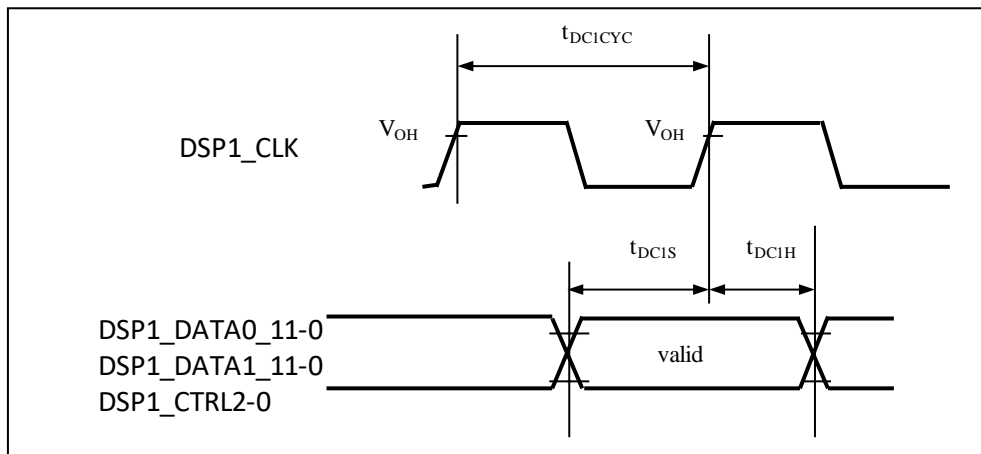 tDC1CYC
VOH VOH
DSP1_CLK
tDC1S tDC1H
DSP1_DATA0_11-0
DSP1_DATA1_11-0
DSP1_CTRL2-0
valid